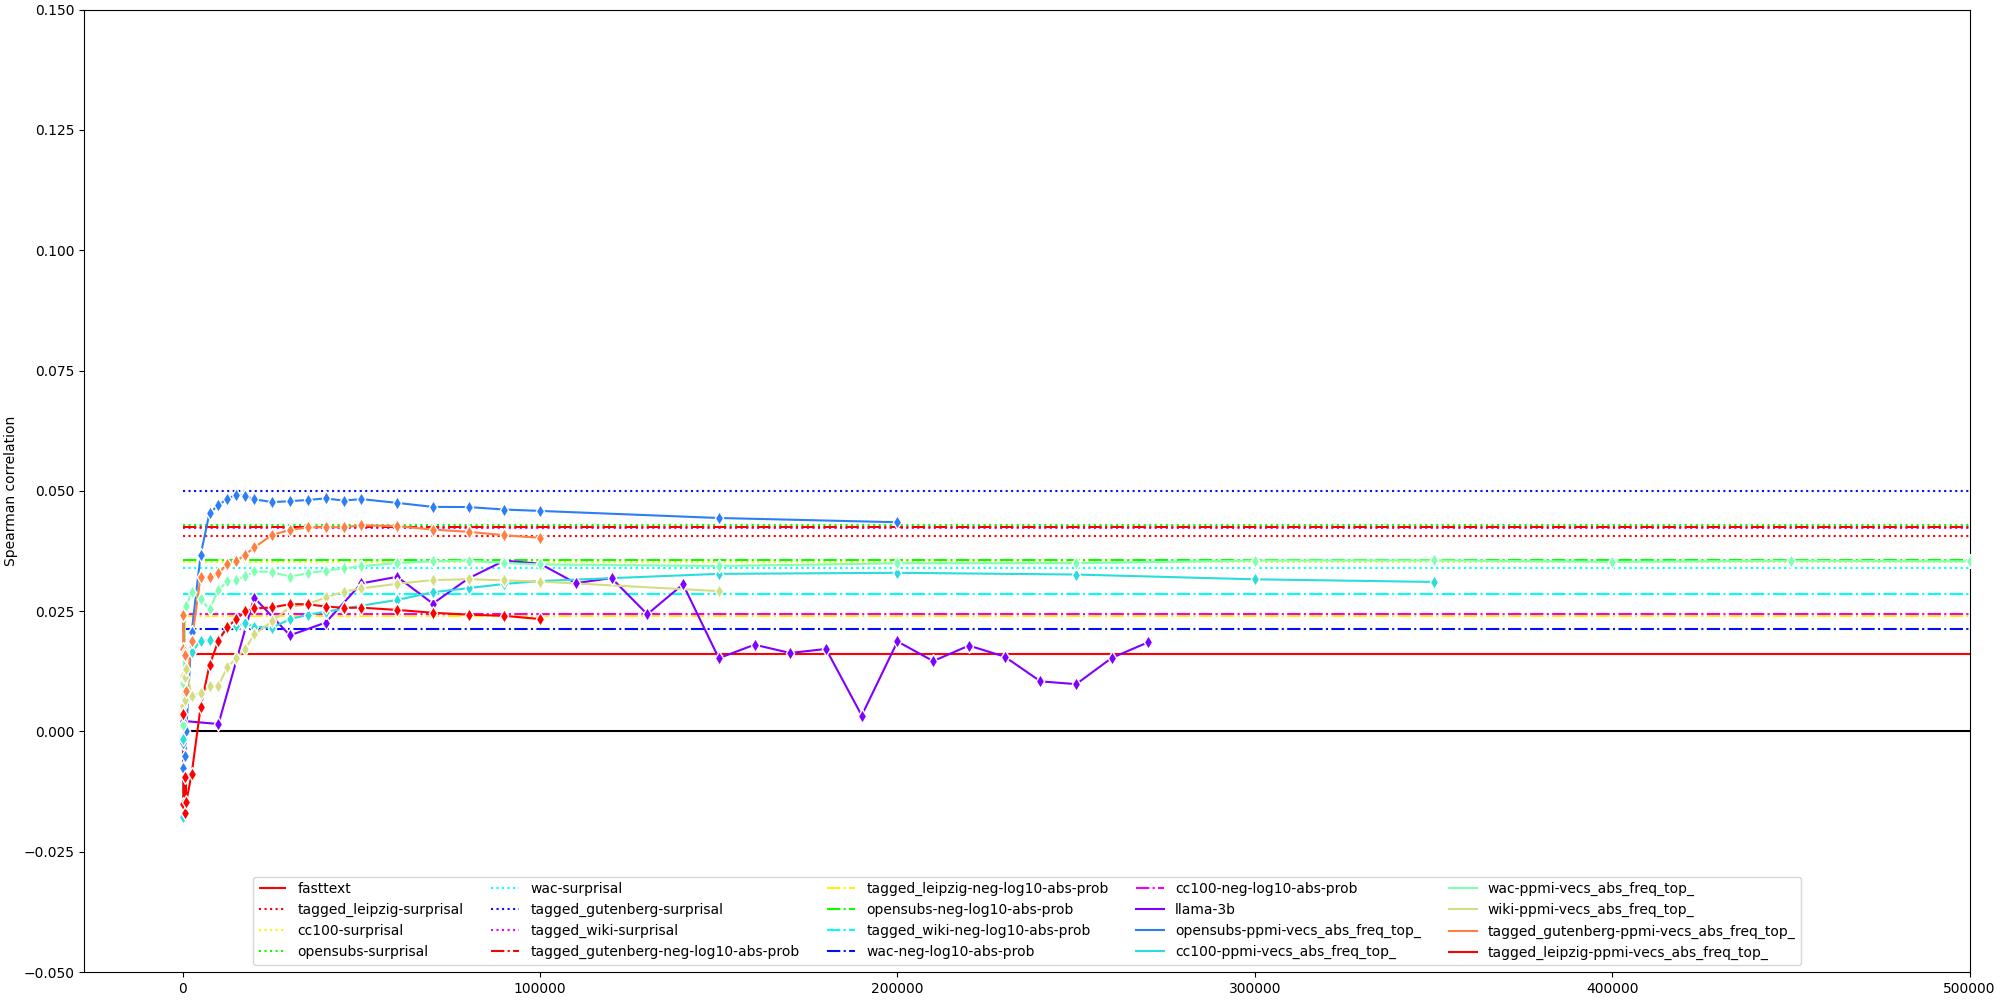 0.150
0.125
0.100
0.075
0.050
0.025
0.000
−0.025
−0.050
Spearman correlation
fasttext
tagged_leipzig-surprisal
cc100-surprisal
opensubs-surprisal
wac-surprisal
tagged_gutenberg-surprisal
tagged_wiki-surprisal
tagged_gutenberg-neg-log10-abs-prob
tagged_leipzig-neg-log10-abs-prob
opensubs-neg-log10-abs-prob
tagged_wiki-neg-log10-abs-prob
wac-neg-log10-abs-prob
cc100-neg-log10-abs-prob
llama-3b
opensubs-ppmi-vecs_abs_freq_top_
cc100-ppmi-vecs_abs_freq_top_
wac-ppmi-vecs_abs_freq_top_
wiki-ppmi-vecs_abs_freq_top_
tagged_gutenberg-ppmi-vecs_abs_freq_top_
tagged_leipzig-ppmi-vecs_abs_freq_top_
0
100000
200000
300000
400000
500000